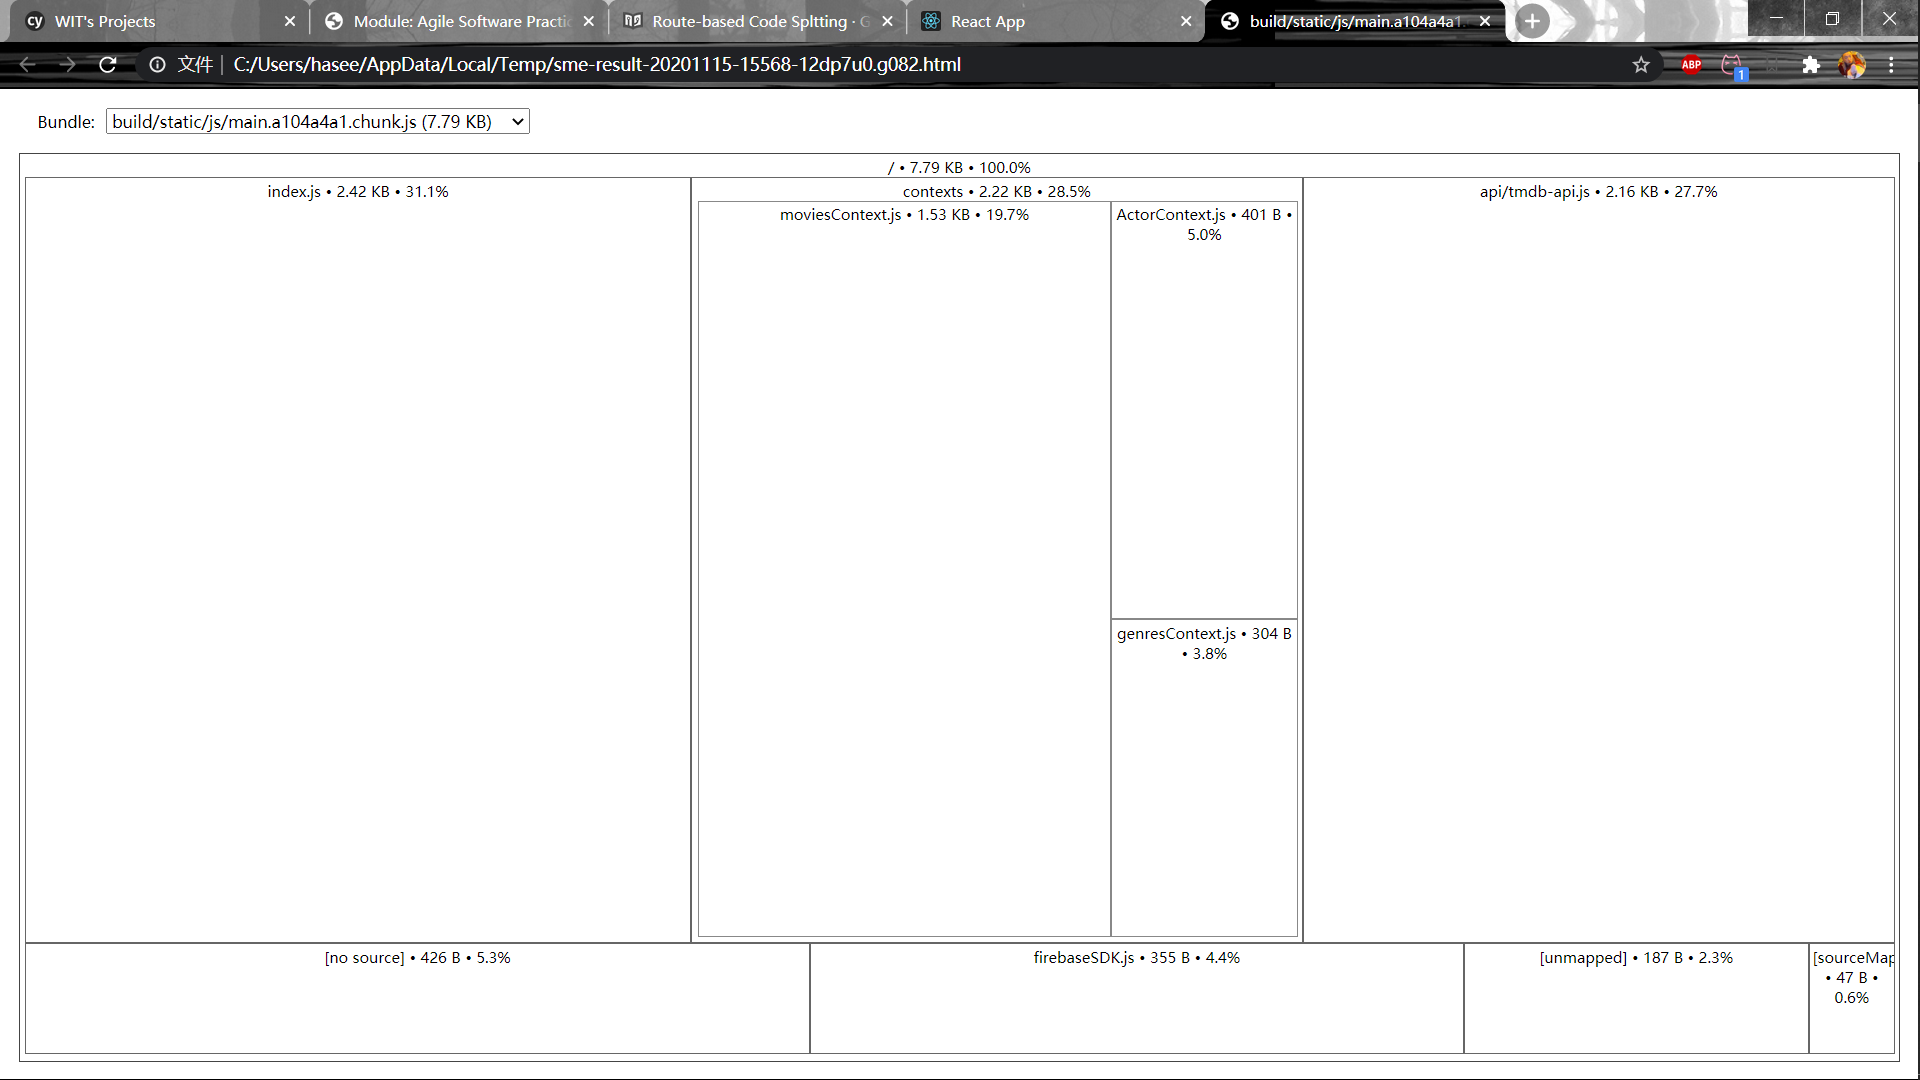 WIT's Projects
Module: Agile Software Practic
Route-based Code Spltting · G
React App
build/static/js/main.a104a4a1.
文件 C:/Users/hasee/AppData/Local/Temp/sme-result-20201115-15568-12dp7u0.g082.html
ABP
1
Bundle: build/static/js/main.a104a4a1.chunk.js (7.79 KB)
/ • 7.79 KB • 100.0%
index.js • 2.42 KB • 31.1%
contexts • 2.22 KB • 28.5%
moviesContext.js • 1.53 KB • 19.7%
ActorContext.js • 401 B •
5.0%
genresContext.js • 304 B
• 3.8%
api/tmdb-api.js • 2.16 KB • 27.7%
[no source] • 426 B • 5.3%
firebaseSDK.js • 355 B • 4.4%
[unmapped] • 187 B • 2.3%
[sourceMap
• 47 B •
0.6%